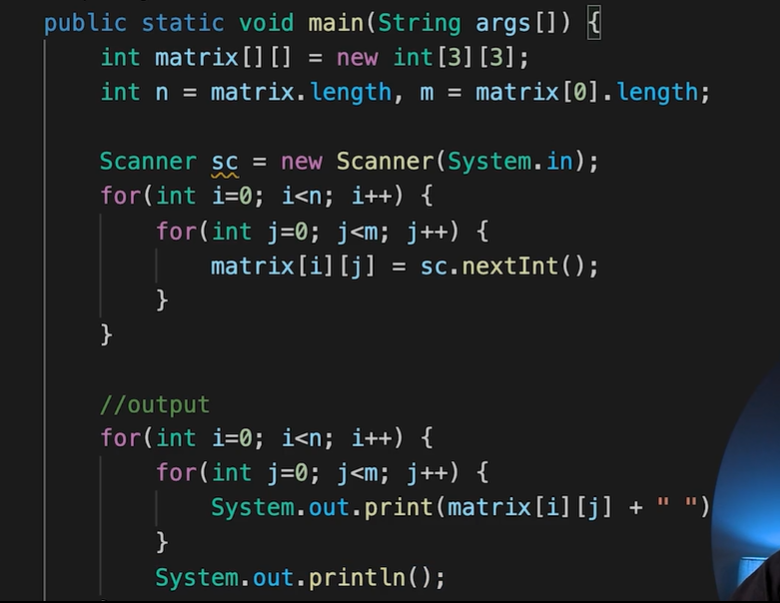 public static void main(String args[]) {
int matrix[][] = new int[3][3];
int n = matrix.length, m = matrix[0].length;
Scanner sc = new Scanner(System.in);
for(int i=0; i<n; i++) {
for(int j=0; j<m; j++) {
matrix[i][j] = sc.nextInt();
}
}
//output
for(int i=0; i<n; i++) {
for(int j=0; j<m; j++) {
System.out.print(matrix[i][j] + " ")
}
System.out.println();